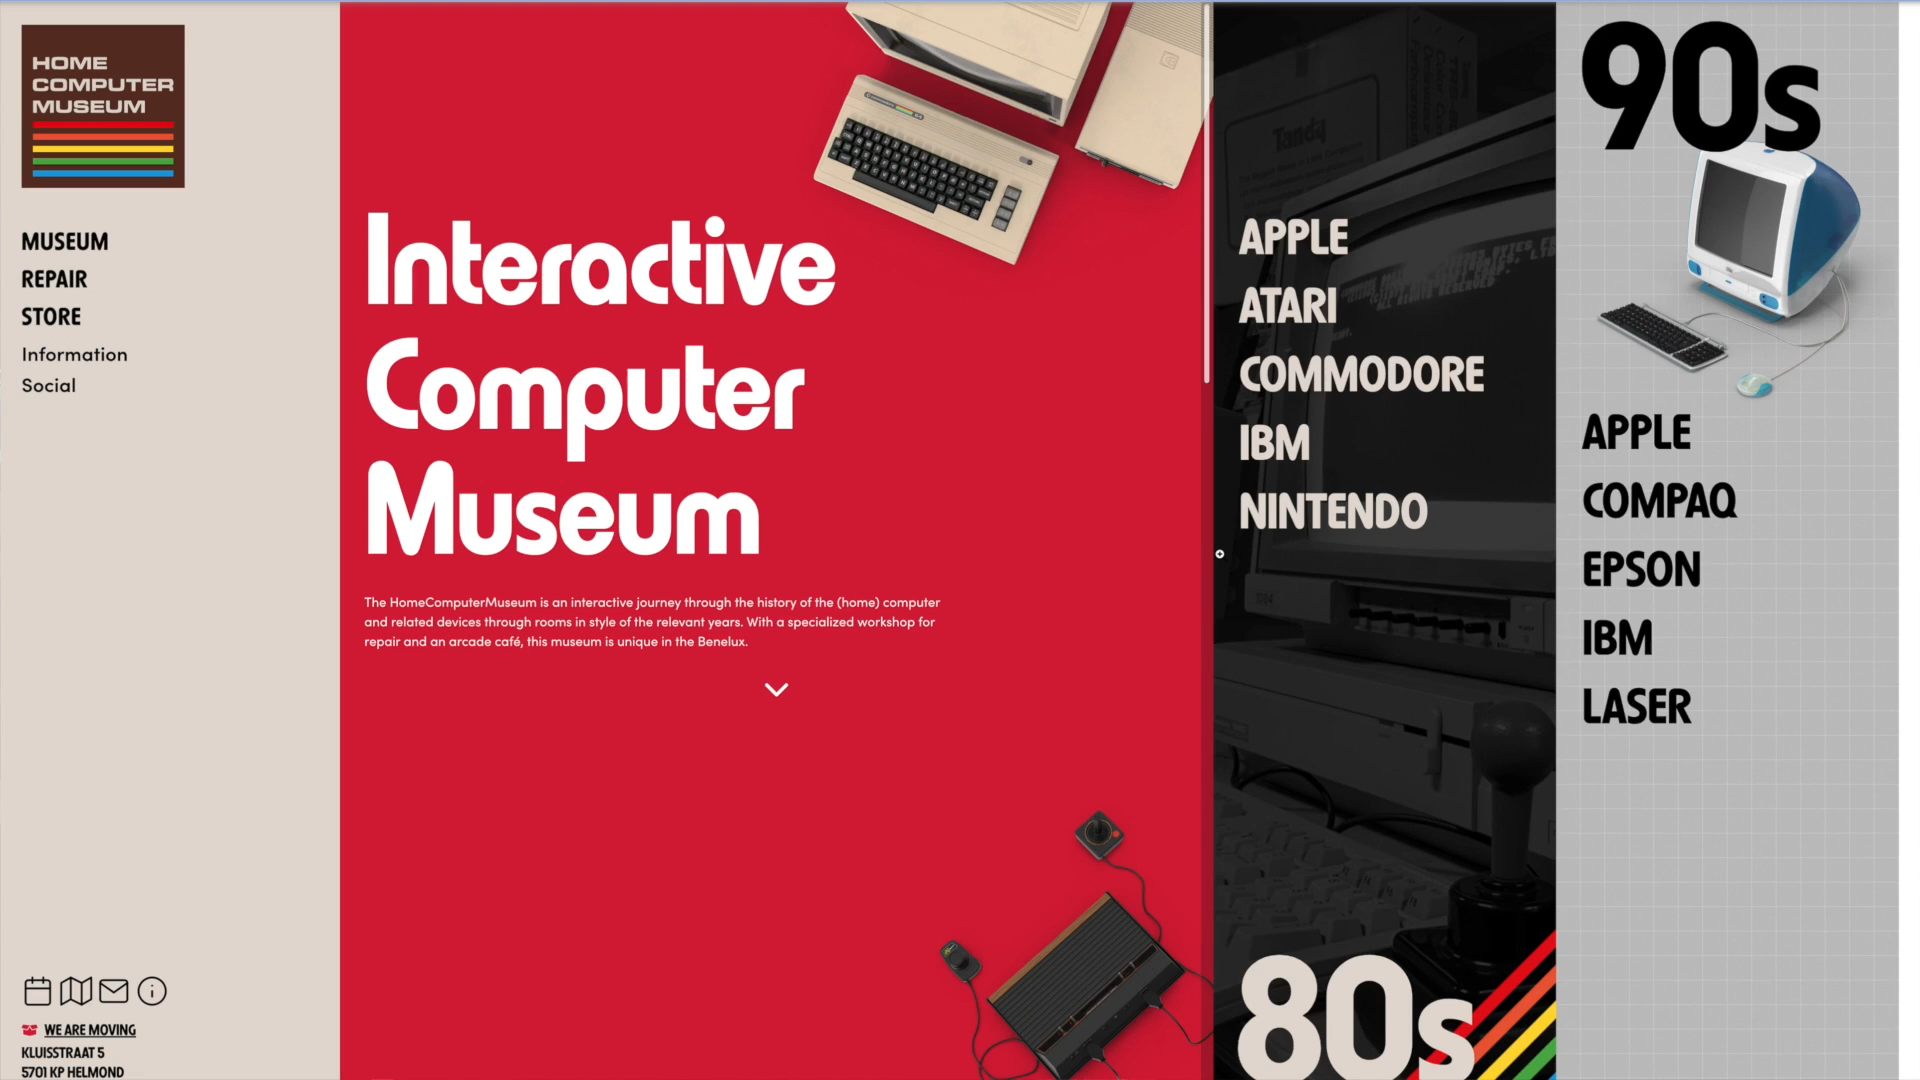 HOME
COMPUTER
MUSEUM
MUSEUM
REPAIR
STORE
Information
Social
WE ARE MOVING
KLUISSTRAAT 5
5701 KP HELMOND
Interactive
Computer
Museum
The HomeComputerMuseum is an interactive journey through the history of the (home) computer
and related devices through rooms in style of the relevant years. With a specialized workshop for
repair and an arcade café, this museum is unique in the Benelux.
Tandy
APPLE
ATARI
COMMODORE
IBM
NINTENDO
80s
90s
APPLE
COMPAQ
EPSON
IBM
LASER